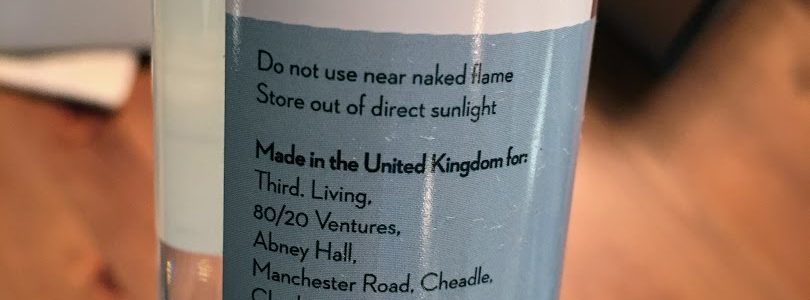 Do not use near naked flame
Store out of direct sunlight
Made in the United Kingdom for:
Third. Living,
80/20 Ventures,
Abney Hall,
Manchester Road, Cheadle,